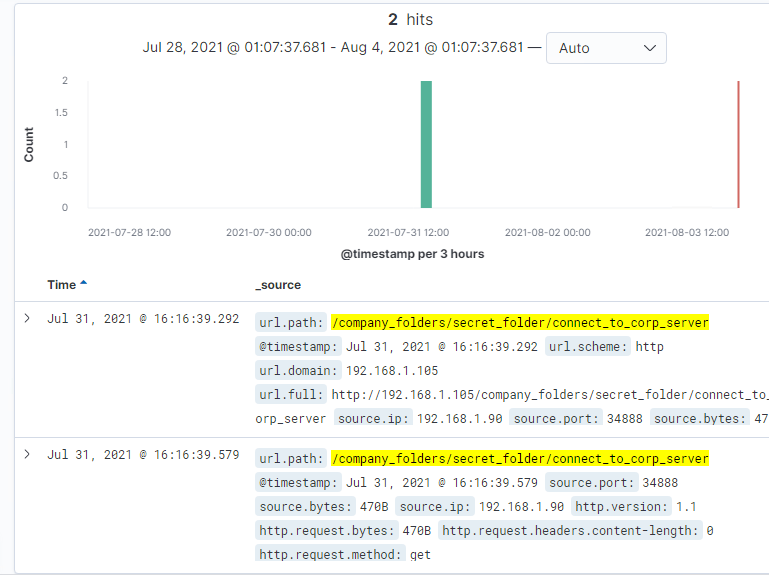 2 hits
Jul 28, 2021 @ 01:07:37.681 - Aug 4, 2021 @ 01:07:37.681 — Auto
2
1.5
1
0.5
0
Count
2021-07-28 12:00 2021-07-30 00:00 2021-07-31 12:00 2021-08-02 00:00 2021-08-03 12:00
@timestamp per 3 hours
Time _source
Jul 31, 2021 @ 16:16:39.292 url.path: /company_folders/secret_folder/connect_to_corp_server
@timestamp: Jul 31, 2021 @ 16:16:39.292 url.scheme: http
url.domain: 192.168.1.105
url.full: http://192.168.1.105/company_folders/secret_folder/connect_to_
orp_server source.ip: 192.168.1.90 source.port: 34888 source.bytes: 47
Jul 31, 2021 @ 16:16:39.579 url.path: /company_folders/secret_folder/connect_to_corp_server
@timestamp: Jul 31, 2021 @ 16:16:39.579 source.port: 34888
source.bytes: 470B source.ip: 192.168.1.90 http.version: 1.1
http.request.bytes: 470B http.request.headers.content-length: 0
http.request.method: get